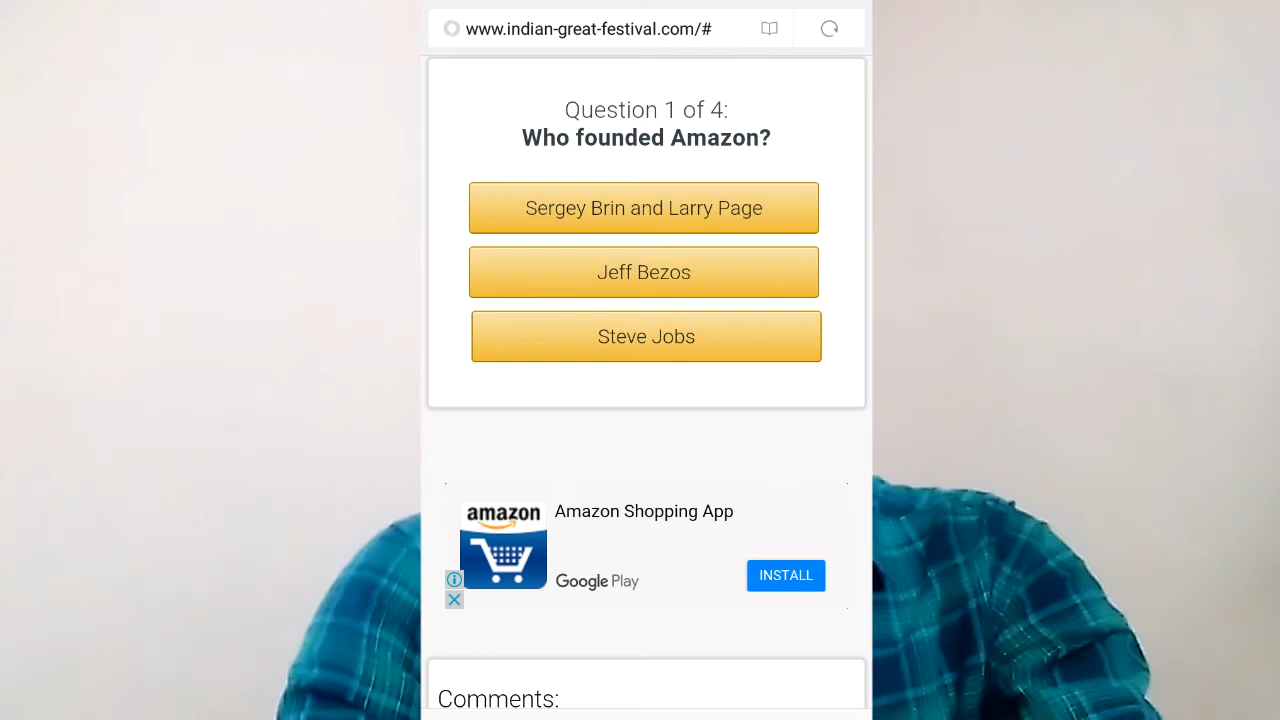 www.indian-great-festival.com/#
Question 1 of 4:
Who founded Amazon?
Sergey Brin and Larry Page
Jeff Bezos
Steve Jobs
amazon
Amazon Shopping App
Google Play
INSTALL
Comments: